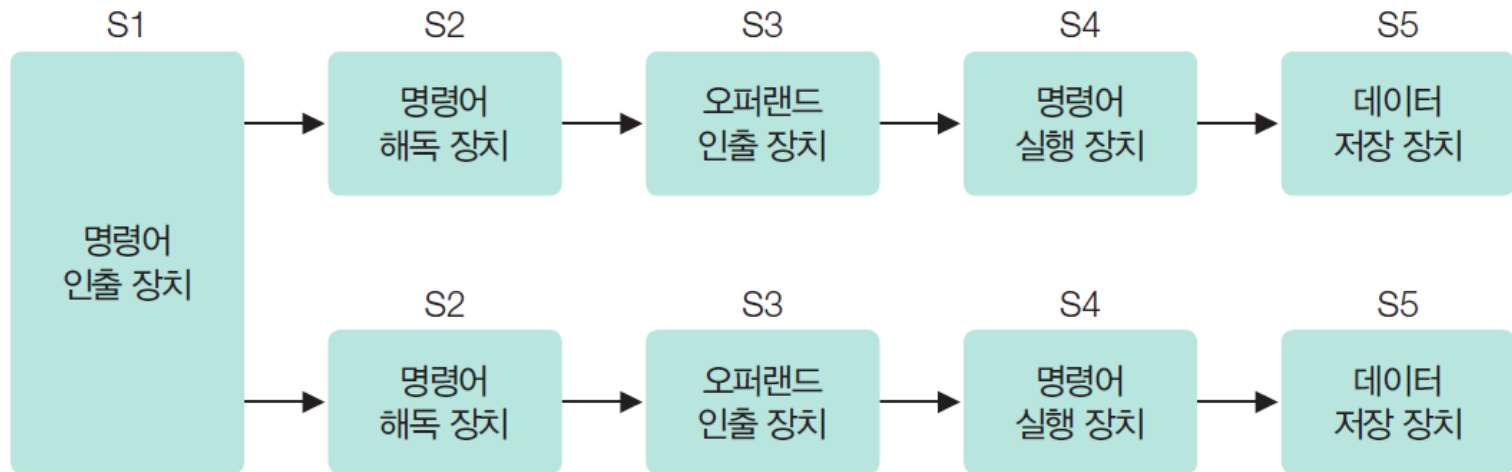 S1
S2
S3
S4
S5
명령어
인출 장치
명령어
해독 장치
오퍼랜드
인출 장치
명령어
실행 장치
데이터
저장 장치
S2
S3
S4
S5
명령어
해독 장치
오퍼랜드
인출 장치
명령어
실행 장치
데이터
저장 장치